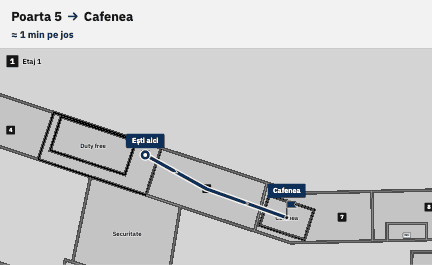 Poarta 5 → Cafenea
≈ 1 min pe jos
1 Etaj 1
4
Duty free
Ești aici
Cafenea
7
8
Securitate